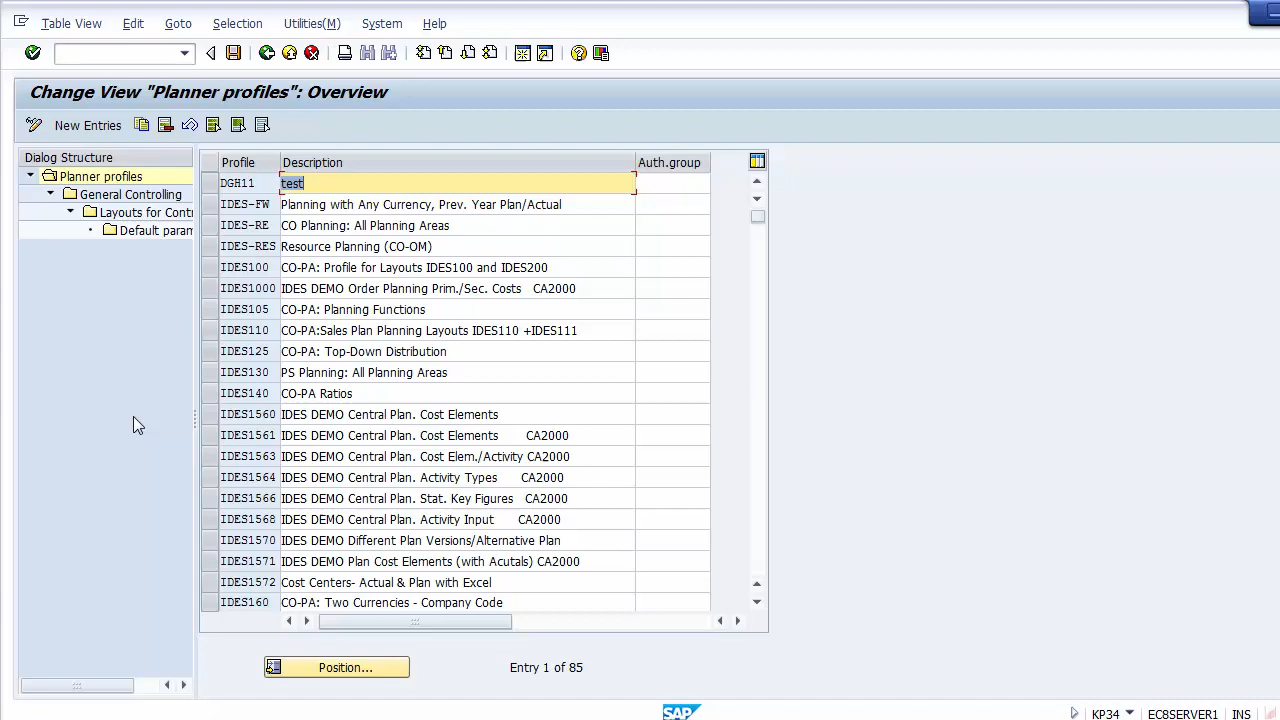 Table View Edit Goto Selection Utilities(M) System Help
Change View "Planner profiles": Overview
New Entries
Dialog Structure
Planner profiles
General Controlling
Layouts for Contr
Default param
Profile Description Auth.group
DGH11 test
IDES-FW Planning with Any Currency, Prev. Year Plan/Actual
IDES-RE CO Planning: All Planning Areas
IDES-RES Resource Planning (CO-OM)
IDES100 CO-PA: Profile for Layouts IDES100 and IDES200
IDES1000 IDES DEMO Order Planning Prim./Sec. Costs CA2000
IDES105 CO-PA: Planning Functions
IDES110 CO-PA:Sales Plan Planning Layouts IDES110 +IDES111
IDES125 CO-PA: Top-Down Distribution
IDES130 PS Planning: All Planning Areas
IDES140 CO-PA Ratios
IDES1560 IDES DEMO Central Plan. Cost Elements
IDES1561 IDES DEMO Central Plan. Cost Elements CA2000
IDES1563 IDES DEMO Central Plan. Cost Elem./Activity CA2000
IDES1564 IDES DEMO Central Plan. Activity Types CA2000
IDES1566 IDES DEMO Central Plan. Stat. Key Figures CA2000
IDES1568 IDES DEMO Central Plan. Activity Input CA2000
IDES1570 IDES DEMO Different Plan Versions/Alternative Plan
IDES1571 IDES DEMO Plan Cost Elements (with Acutals) CA2000
IDES1572 Cost Centers- Actual & Plan with Excel
IDES160 CO-PA: Two Currencies - Company Code
Position... Entry 1 of 85
SAP KP34 EC8SERVER1 INS